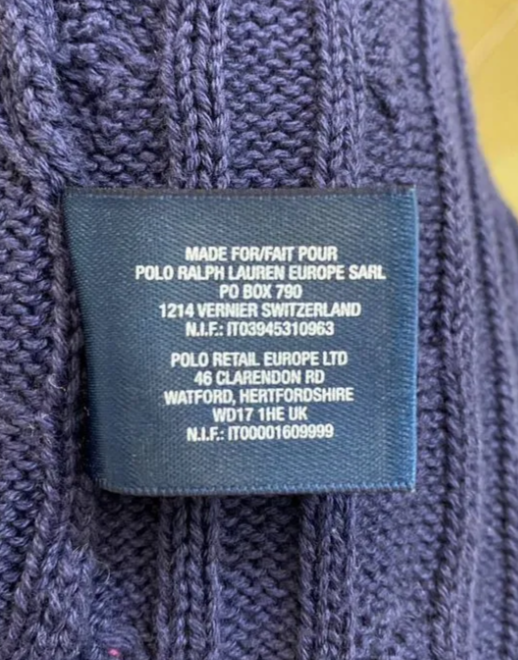 MADE FOR/FAIT POUR
POLO RALPH LAUREN EUROPE SARL
PO BOX 790
1214 VERNIER SWITZERLAND
N.I.F.: IT03945310963
POLO RETAIL EUROPE LTD
46 CLARENDON RD
WATFORD, HERTFORDSHIRE
WD17 1HE UK
N.I.F.: IT00001609999